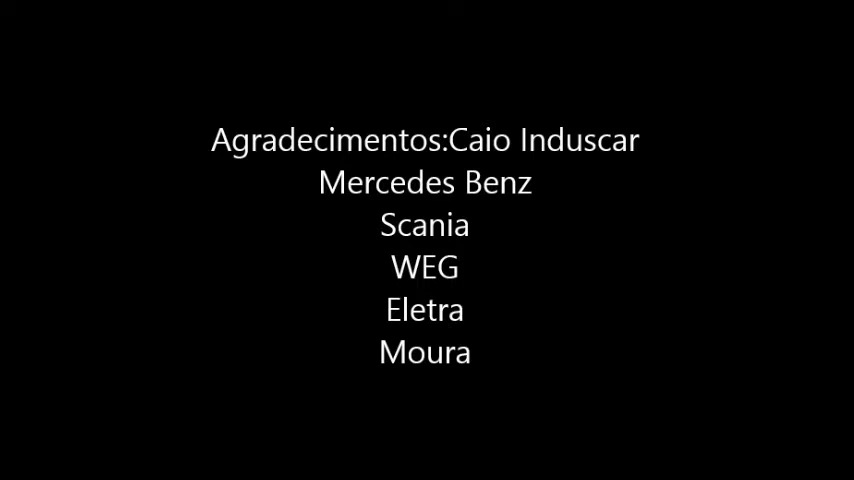 Agradecimentos:Caio Induscar
Mercedes Benz
Scania
WEG
Eletra
Moura